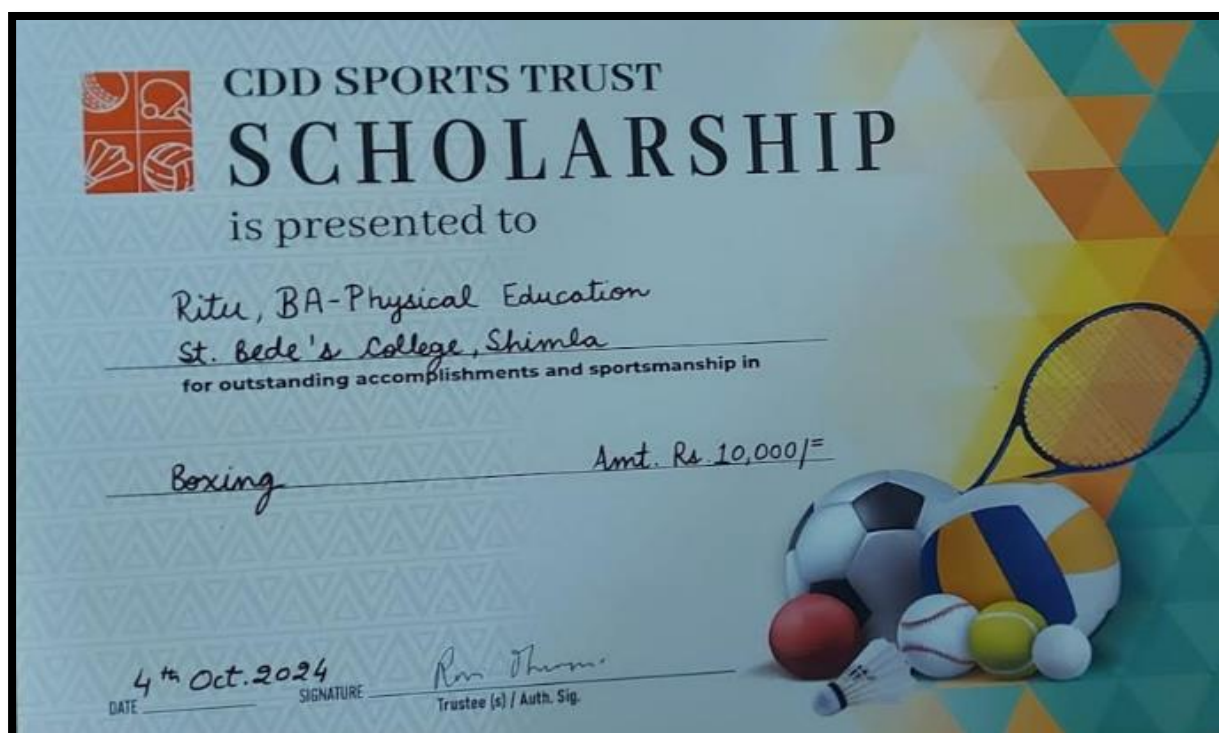 CDD SPORTS TRUST
SCHOLARSHIP
is presented to
Ritu, BA-Physical Education
St. Bede's College, Shimla
for outstanding accomplishments and sportsmanship in
Boxing Amt. Rs. 10,000/=
4th Oct. 2024
DATE SIGNATURE
Trustee (s) / Auth. Sig.